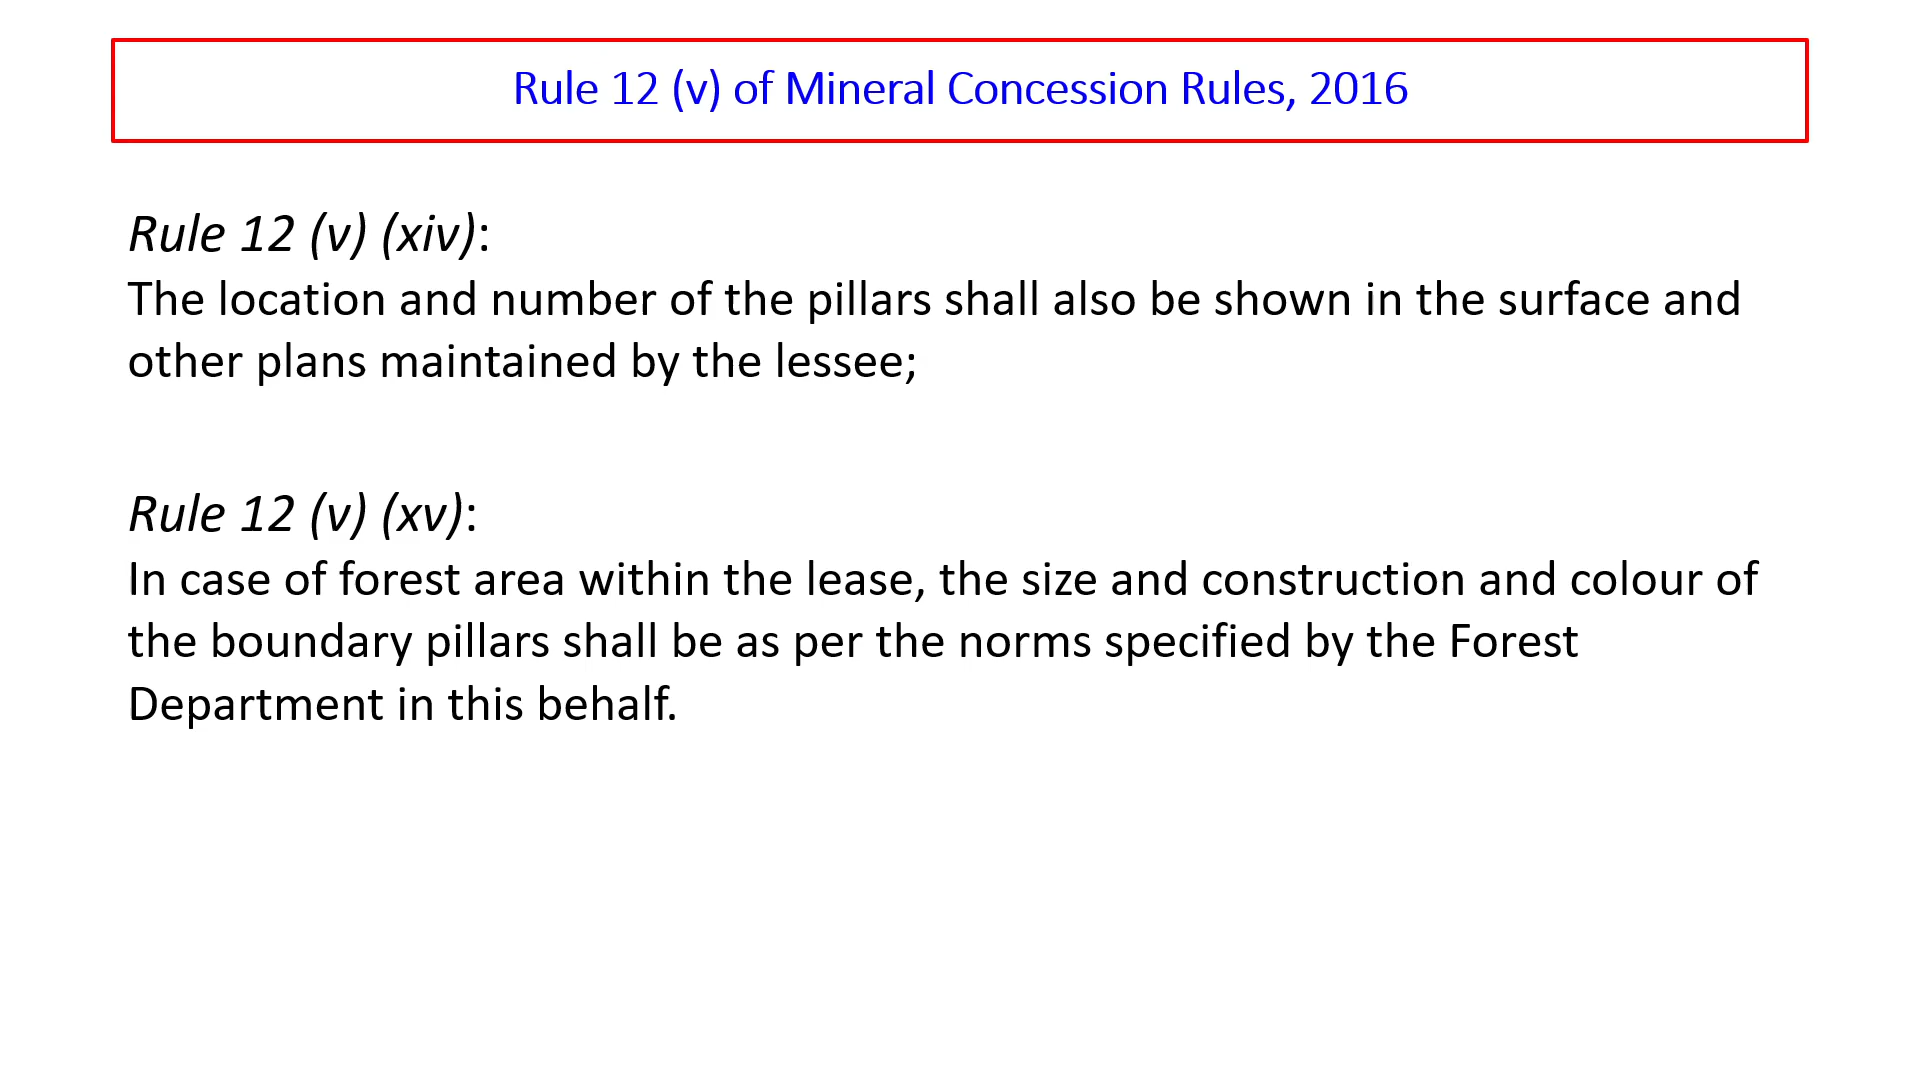 Rule 12 (v) of Mineral Concession Rules, 2016
Rule 12 (v) (xiv):
The location and number of the pillars shall also be shown in the surface and
other plans maintained by the lessee;
Rule 12 (v) (xv):
In case of forest area within the lease, the size and construction and colour of
the boundary pillars shall be as per the norms specified by the Forest
Department in this behalf.